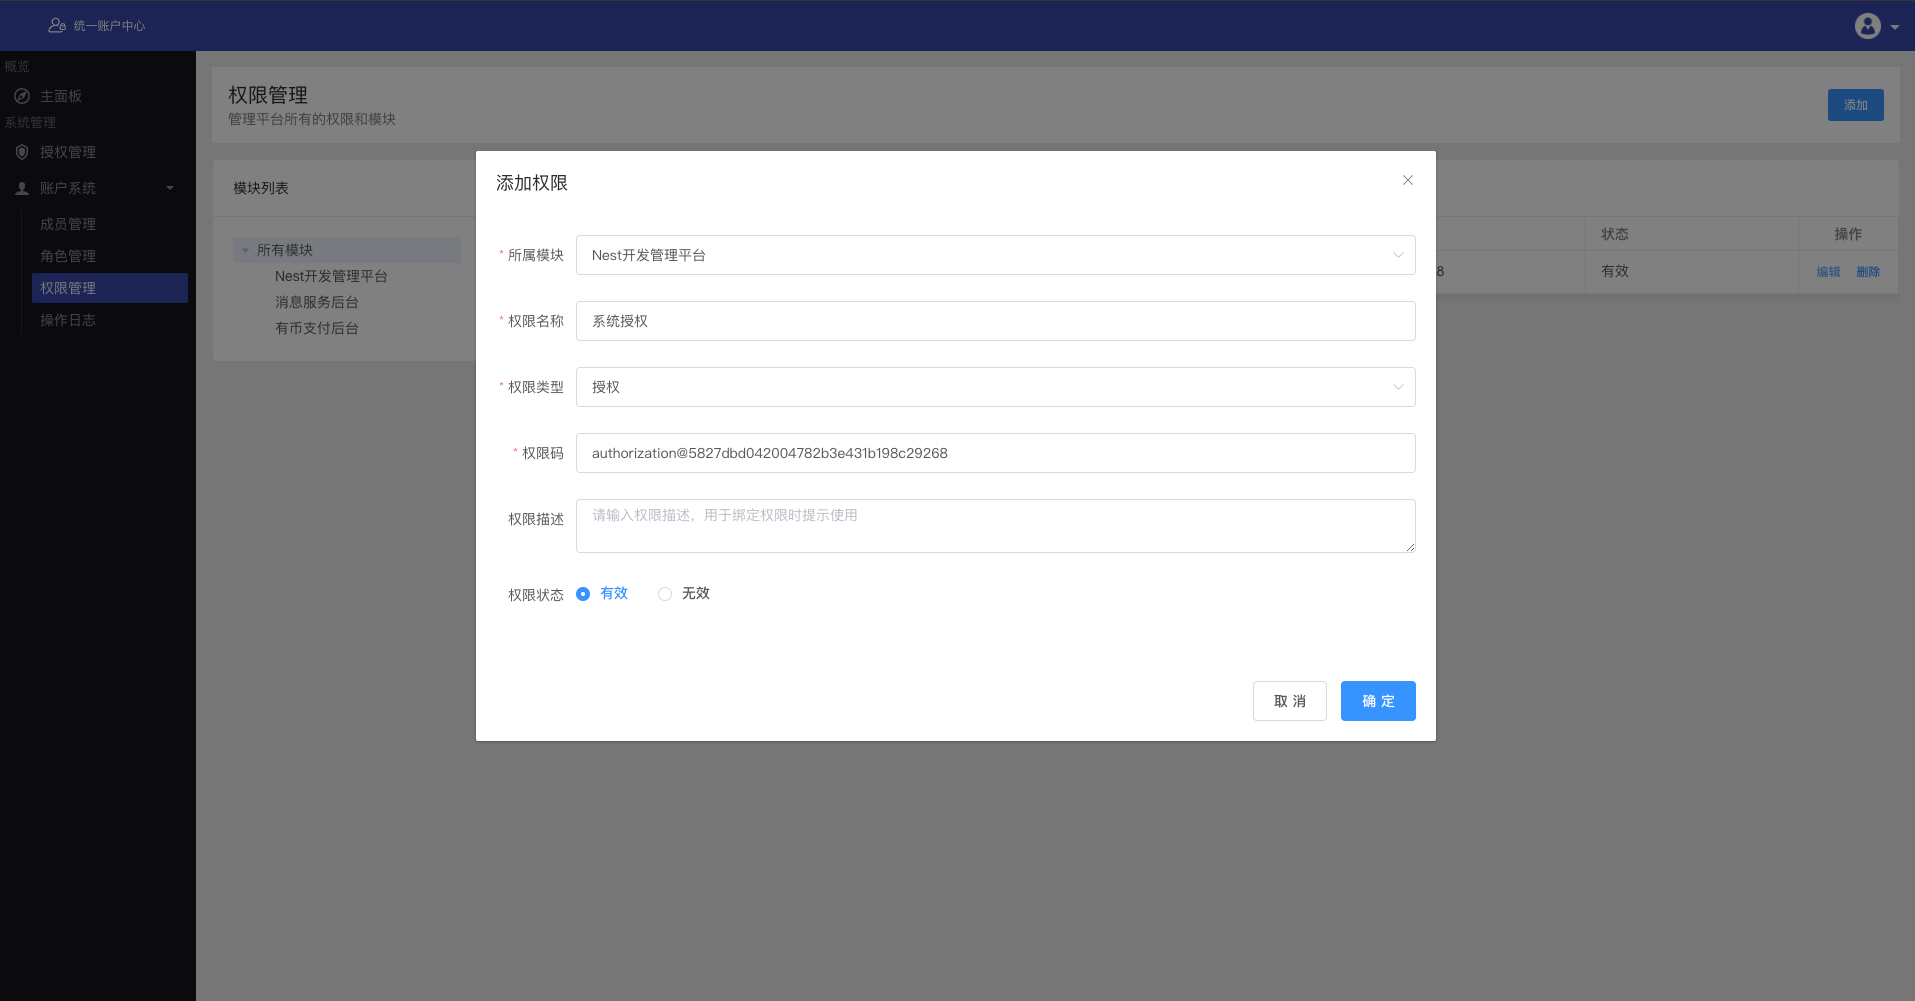 统一账户中心
概览
主面板
系统管理
授权管理
账户系统
成员管理
角色管理
权限管理
操作日志
权限管理
管理平台所有的权限和模块
添加
模块列表
所有模块
Nest开发管理平台
消息服务后台
有币支付后台
状态
操作
8
有效
编辑
删除
添加权限
* 所属模块
Nest开发管理平台
* 权限名称
系统授权
* 权限类型
授权
* 权限码
authorization@5827dbd042004782b3e431b198c29268
权限描述
请输入权限描述，用于绑定权限时提示使用
权限状态
有效
无效
取 消
确 定